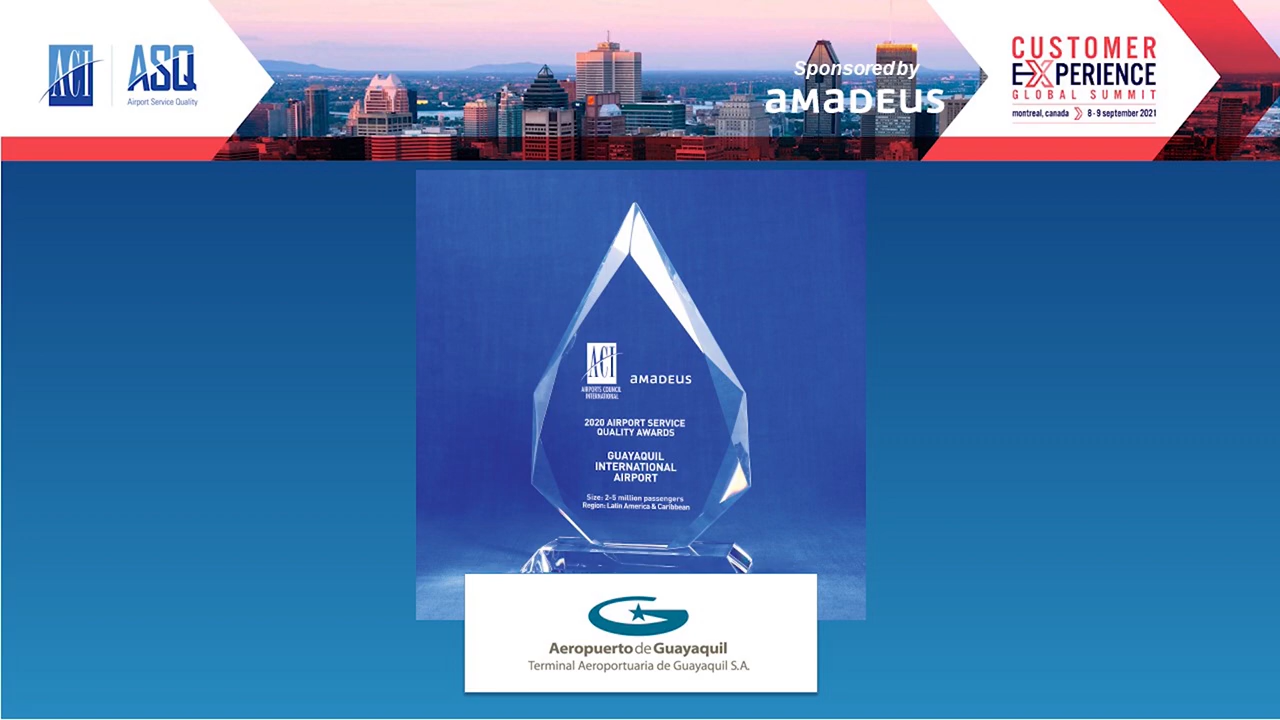 ACI
ASQ
Airport Service Quality
Sponsored by
aMaDEUS
CUSTOMER
EXPERIENCE
GLOBAL SUMMIT
montreal, canada
8-9 september 2021
ACI
AIRPORTS COUNCIL
INTERNATIONAL
aMaDEUS
2020 AIRPORT SERVICE
QUALITY AWARDS
GUAYAQUIL
INTERNATIONAL
AIRPORT
Size: 2-5 million passengers
Region: Latin America & Caribbean
G
Aeropuerto de Guayaquil
Terminal Aeroportuaria de Guayaquil S.A.